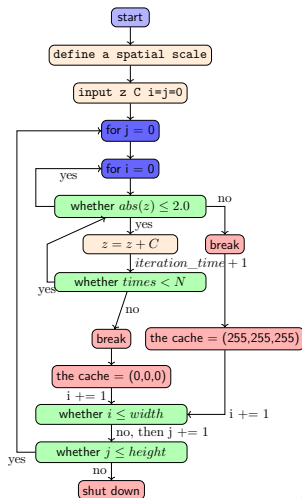 start
define a spatial scale
input z C i=j=0
for j = 0
for i = 0
yes
whether abs(z) ≤ 2.0
no
yes
z = z + C
break
iteration_time + 1
whether times < N
yes
no
break
the cache = (255,255,255)
the cache = (0,0,0)
i += 1
whether i ≤ width
i += 1
no, then j += 1
whether j ≤ height
yes
no
shut down